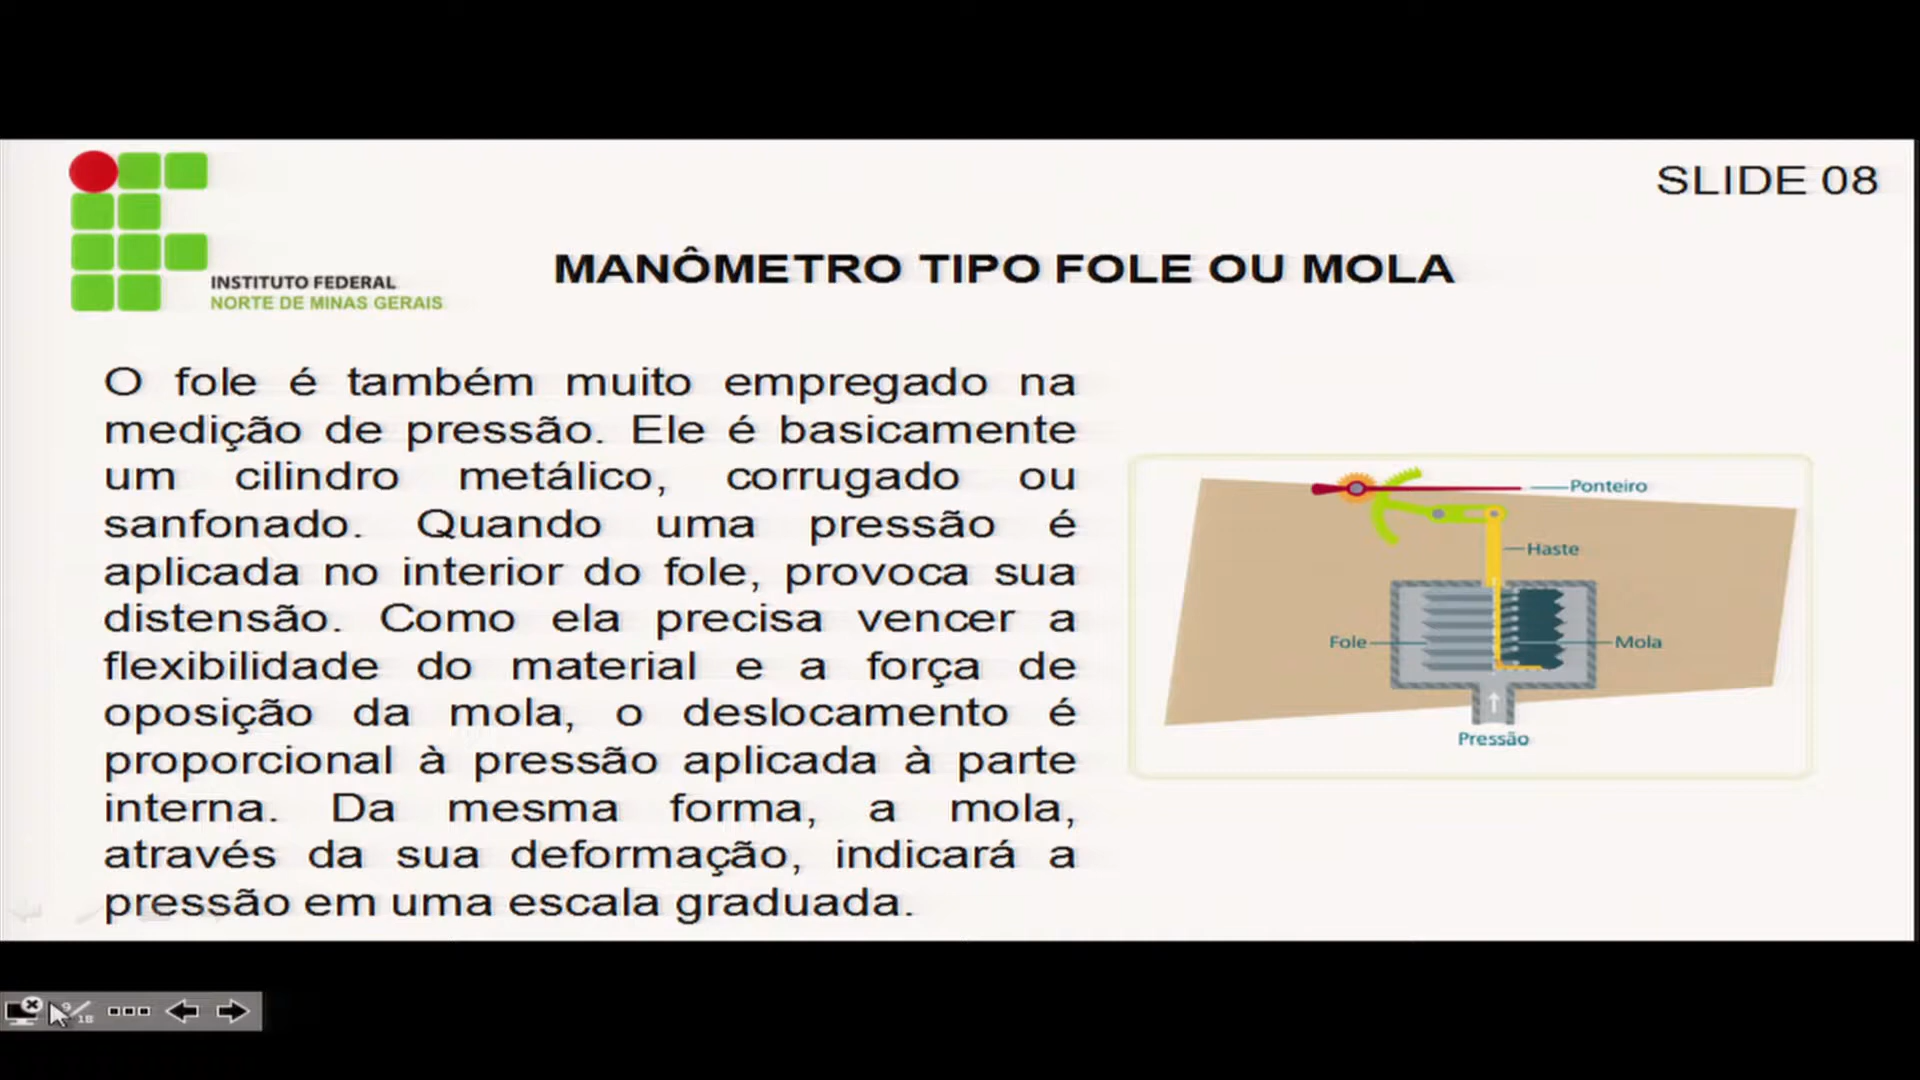 SLIDE 08
INSTITUTO FEDERAL
NORTE DE MINAS GERAIS
MANÔMETRO TIPO FOLE OU MOLA
O fole é também muito empregado na
medição de pressão. Ele é basicamente
um cilindro metálico, corrugado ou
sanfonado. Quando uma pressão é
aplicada no interior do fole, provoca sua
distensão. Como ela precisa vencer a
flexibilidade do material e a força de
oposição da mola, o deslocamento é
proporcional à pressão aplicada à parte
interna. Da mesma forma, a mola,
através da sua deformação, indicará a
pressão em uma escala graduada.
Ponteiro
Haste
Fole
Mola
Pressão
9/18